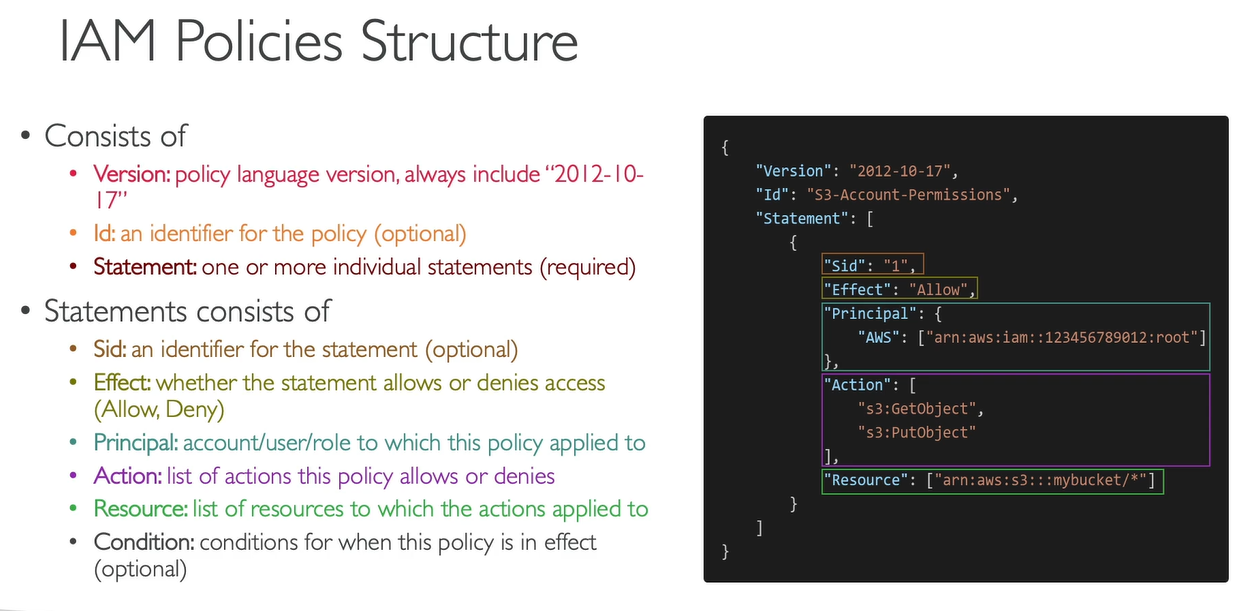 IAM Policies Structure
• Consists of
• Version: policy language version, always include “2012-10-
17”
• Id: an identifier for the policy (optional)
• Statement: one or more individual statements (required)
• Statements consists of
• Sid: an identifier for the statement (optional)
• Effect: whether the statement allows or denies access
(Allow, Deny)
• Principal: account/user/role to which this policy applied to
• Action: list of actions this policy allows or denies
• Resource: list of resources to which the actions applied to
• Condition: conditions for when this policy is in effect
(optional)
{
    "Version": "2012-10-17",
    "Id": "S3-Account-Permissions",
    "Statement": [
        {
            "Sid": "1",
            "Effect": "Allow",
            "Principal": {
                "AWS": ["arn:aws:iam::123456789012:root"]
            },
            "Action": [
                "s3:GetObject",
                "s3:PutObject"
            ],
            "Resource": ["arn:aws:s3:::mybucket/*"]
        }
    ]
}